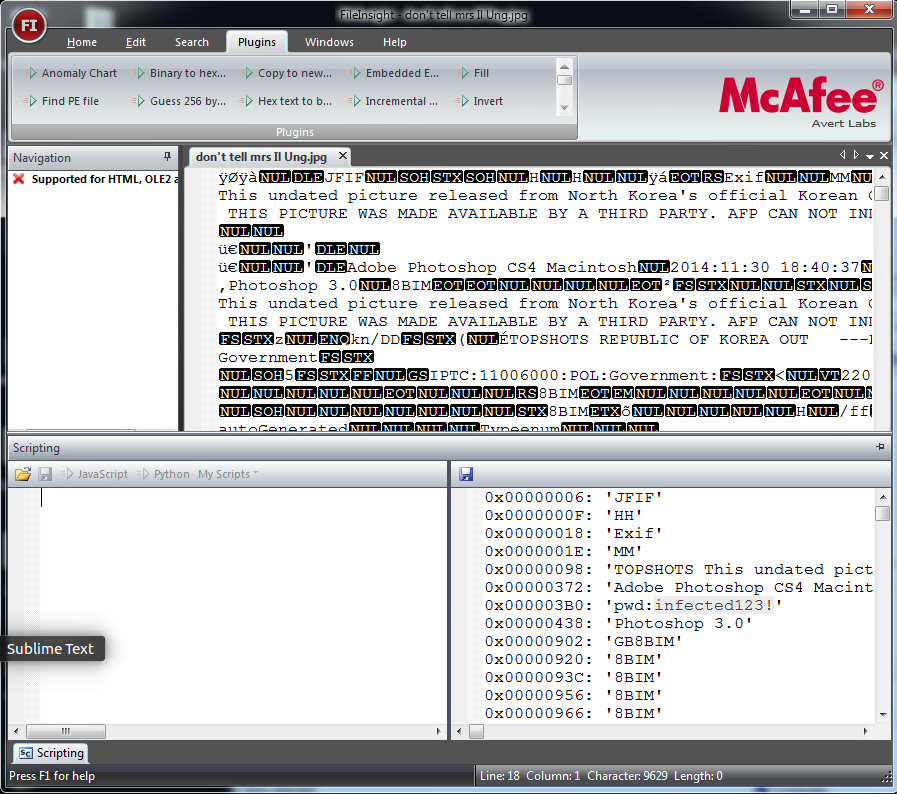 FileInsight - don't tell mrs Il Ung.jpg
FI
Home Edit Search Plugins Windows Help
Anomaly Chart Binary to hex... Copy to new... Embedded E... Fill
Find PE file Guess 256 by... Hex text to b... Incremental ... Invert
Plugins
McAfee®
Avert Labs
Navigation
don't tell mrs Il Ung.jpg
Supported for HTML, OLE2 a
ÿØÿàNULDLEJFIFNULSOHSTXSOHNULHNULHNULNULÿáEOTRSExifNULNULMMNU
This undated picture released from North Korea's official Korean C
THIS PICTURE WAS MADE AVAILABLE BY A THIRD PARTY. AFP CAN NOT IND
NULNUL
ü€NULNUL'DLENUL
ü€NULNUL'DLEAdobe Photoshop CS4 MacintoshNUL2014:11:30 18:40:37N
,Photoshop 3.0NUL8BIMEOTEOTNULNULNULNULEOT²FSSTXNULNULSTXNULS
This undated picture released from North Korea's official Korean C
THIS PICTURE WAS MADE AVAILABLE BY A THIRD PARTY. AFP CAN NOT IND
FSSTXzNULENQkn/DDFSSTX(NULÉTOPSHOTS REPUBLIC OF KOREA OUT ---
GovernmentFSSTX
NULSOH5FSSTXFFNULGSIPTC:11006000:POL:Government:FSSTX<NULVT220
NULNULNULNULNULEOTNULNULNULRS8BIMEOTEMNULNULNULNULNULEOTNULN
NULSOHNULNULNULNULNULNULNULSTX8BIMETXõNULNULNULNULNULHNUL/ff
autoGeneratedNULNULNULNULTypeenumNULNULNUL
Scripting
JavaScript Python My Scripts
0x00000006: 'JFIF'
0x0000000F: 'HH'
0x00000018: 'Exif'
0x0000001E: 'MM'
0x00000098: 'TOPSHOTS This undated pict
0x00000372: 'Adobe Photoshop CS4 Macint
0x000003B0: 'pwd:infected123!'
0x00000438: 'Photoshop 3.0'
0x00000902: 'GB8BIM'
0x00000920: '8BIM'
0x0000093C: '8BIM'
0x00000956: '8BIM'
0x00000966: '8BIM'
Sublime Text
Scripting
Press F1 for help
Line: 18 Column: 1 Character: 9629 Length: 0